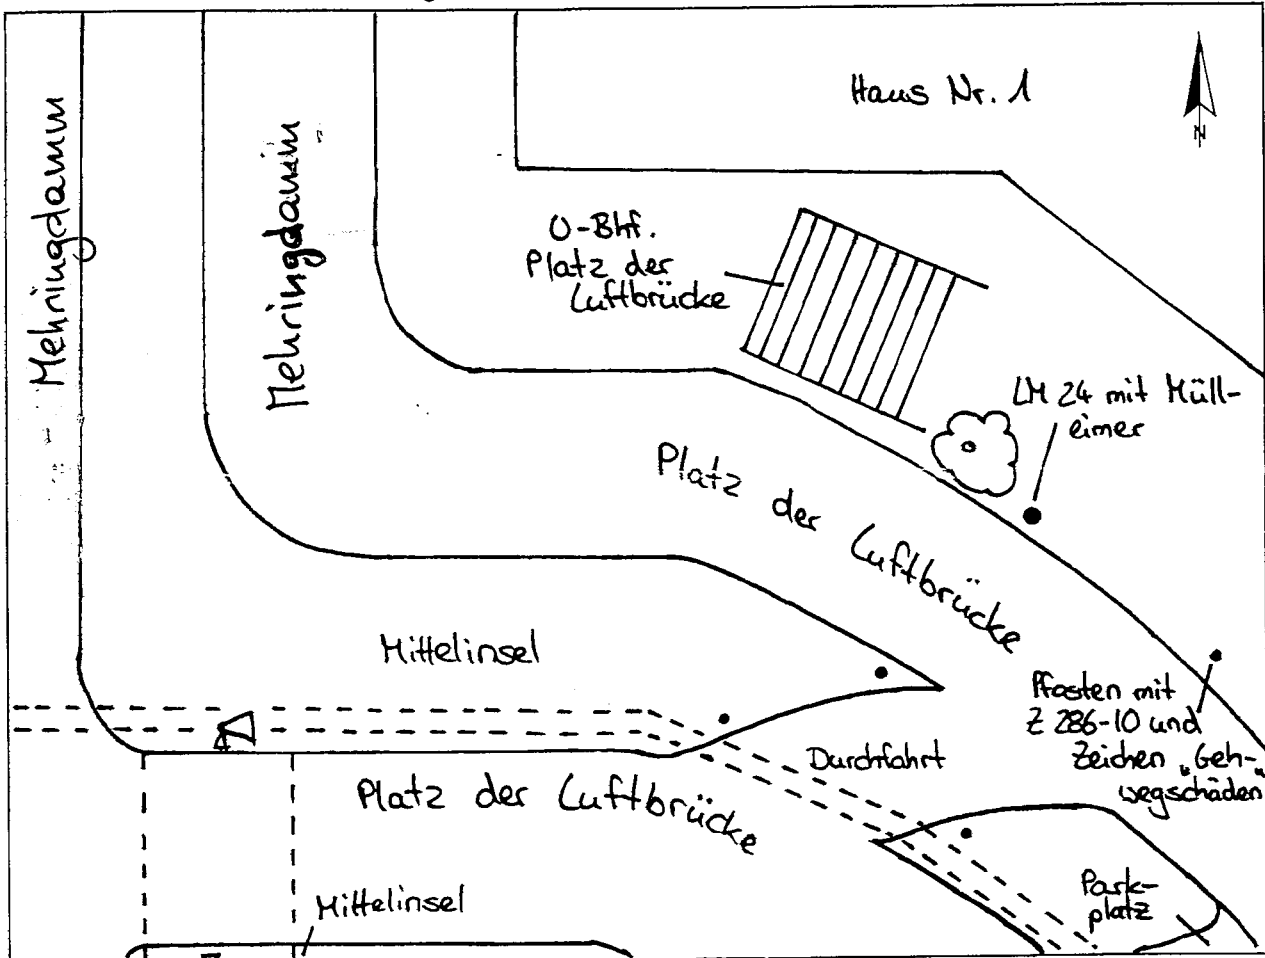 Haus Nr. 1
N
Mehringdamm
Mehringdamm
U-Bhf.
Platz der
Luftbrücke
LM 24 mit Müll-
eimer
Platz der Luftbrücke
Mittelinsel
Pfosten mit
Z 286-10 und
Zeichen „Geh-
wegschäden"
Durchfahrt
Platz der Luftbrücke
Park-
platz
Mittelinsel